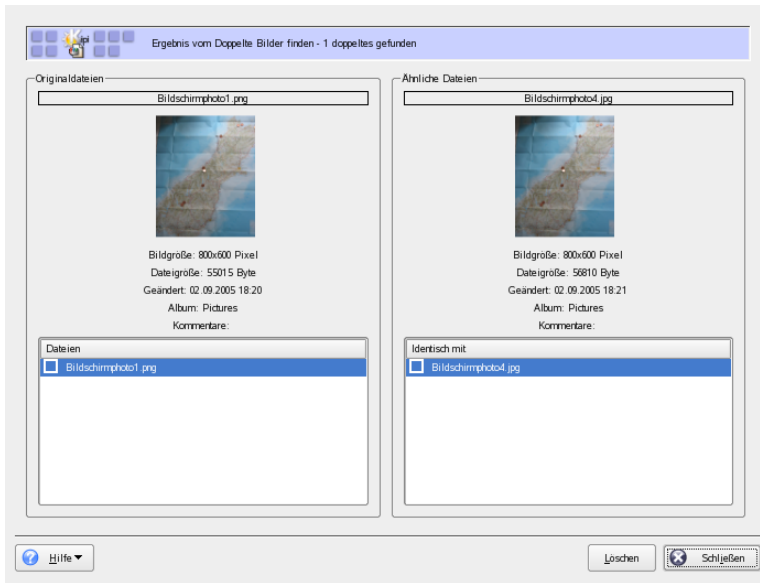 Kipi
Ergebnis vom Doppelte Bilder finden - 1 doppeltes gefunden
Originaldateien
Bildschirmphoto1.png
Bildgröße: 800x600 Pixel
Dateigröße: 55015 Byte
Geändert: 02.09.2005 18:20
Album: Pictures
Kommentare:
Dateien
Bildschirmphoto1.png
Ähnliche Dateien
Bildschirmphoto4.jpg
Bildgröße: 800x600 Pixel
Dateigröße: 56810 Byte
Geändert: 02.09.2005 18:21
Album: Pictures
Kommentare:
Identisch mit
Bildschirmphoto4.jpg
Hilfe
Löschen
Schließen